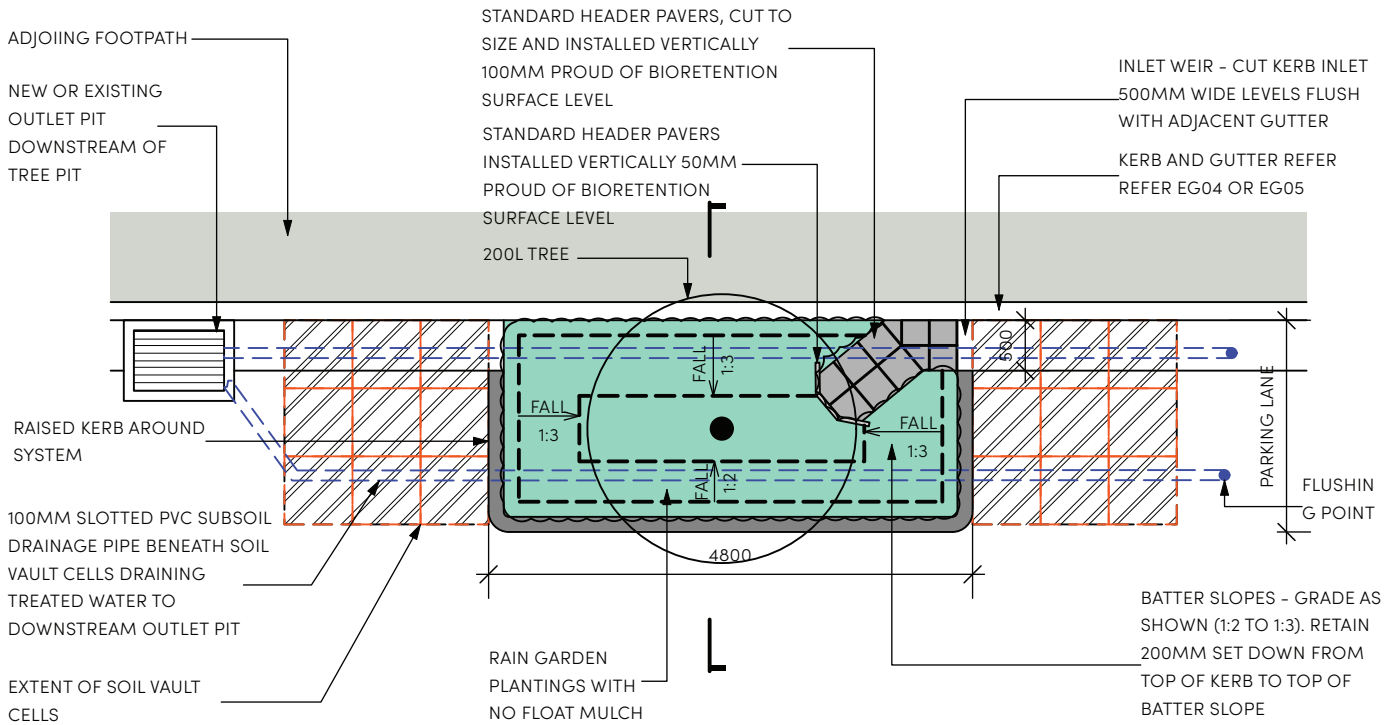 ADJOIING FOOTPATH
NEW OR EXISTING
OUTLET PIT
DOWNSTREAM OF
TREE PIT
STANDARD HEADER PAVERS, CUT TO
SIZE AND INSTALLED VERTICALLY
100MM PROUD OF BIORETENTION
SURFACE LEVEL
STANDARD HEADER PAVERS
INSTALLED VERTICALLY 50MM
PROUD OF BIORETENTION
SURFACE LEVEL
200L TREE
INLET WEIR - CUT KERB INLET
500MM WIDE LEVELS FLUSH
WITH ADJACENT GUTTER
KERB AND GUTTER REFER
REFER EG04 OR EG05
FALL
1:3
500
FALL
1:3
FALL
1:3
FALL
1:2
4800
PARKING LANE
RAISED KERB AROUND
SYSTEM
100MM SLOTTED PVC SUBSOIL
DRAINAGE PIPE BENEATH SOIL
VAULT CELLS DRAINING
TREATED WATER TO
DOWNSTREAM OUTLET PIT
EXTENT OF SOIL VAULT
CELLS
RAIN GARDEN
PLANTINGS WITH
NO FLOAT MULCH
FLUSHIN
G POINT
BATTER SLOPES - GRADE AS
SHOWN (1:2 TO 1:3). RETAIN
200MM SET DOWN FROM
TOP OF KERB TO TOP OF
BATTER SLOPE